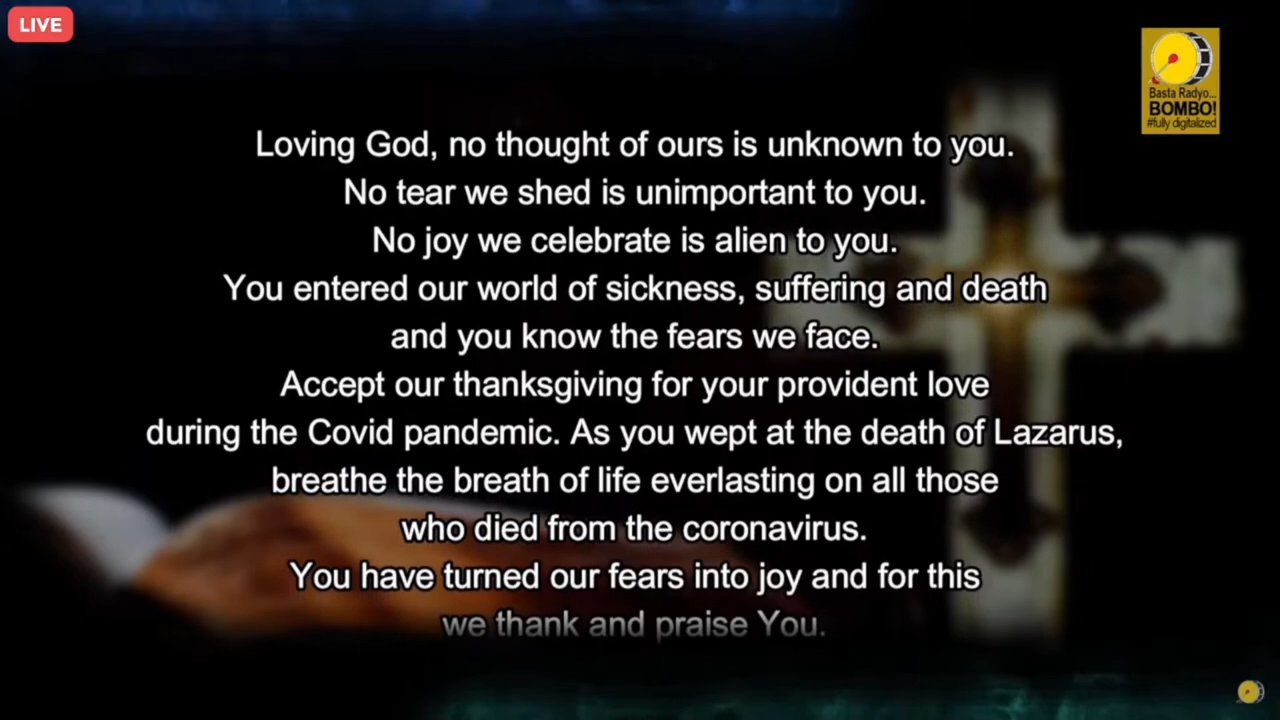 LIVE
Basta Radyo...
BOMBO!
#fully digitalized
Loving God, no thought of ours is unknown to you.
No tear we shed is unimportant to you.
No joy we celebrate is alien to you.
You entered our world of sickness, suffering and death
and you know the fears we face.
Accept our thanksgiving for your provident love
during the Covid pandemic. As you wept at the death of Lazarus,
breathe the breath of life everlasting on all those
who died from the coronavirus.
You have turned our fears into joy and for this
we thank and praise You.